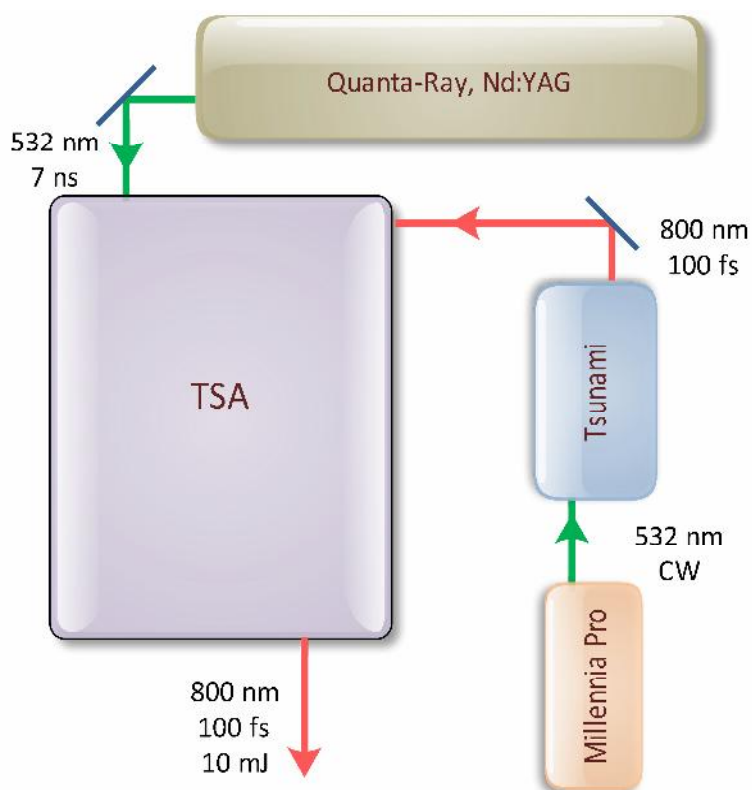 Quanta-Ray, Nd:YAG
532 nm
7 ns
800 nm
100 fs
TSA
Tsunami
532 nm
CW
Millennia Pro
800 nm
100 fs
10 mJ